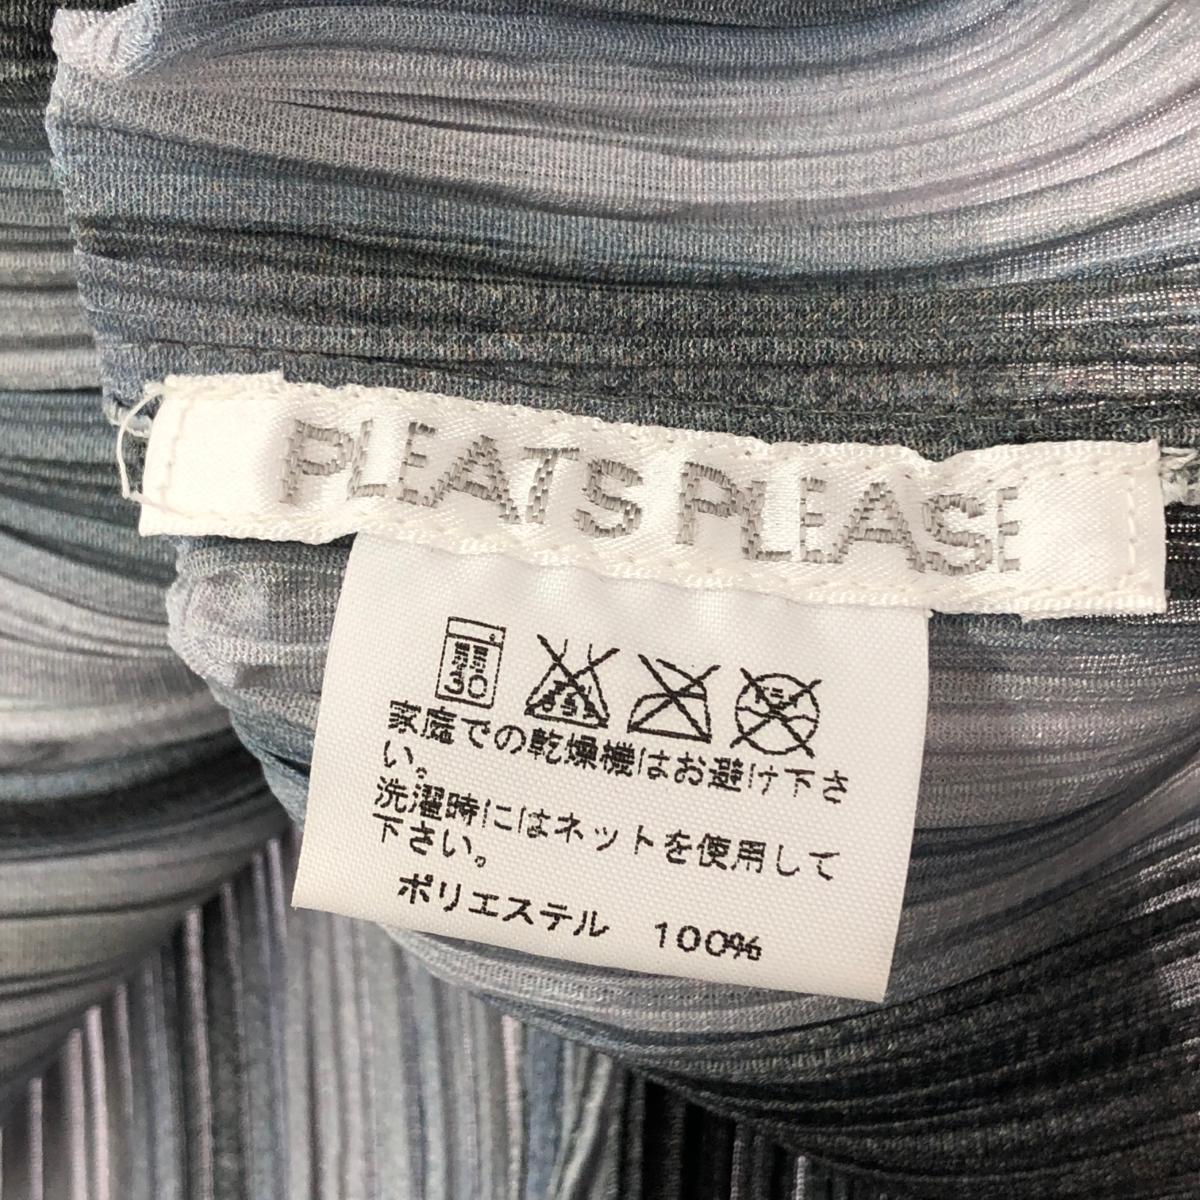 PLEATS PLEASE
30
家庭での乾燥機はお避け下さ
い。
洗濯時にはネットを使用して
下さい。
ポリエステル 100%